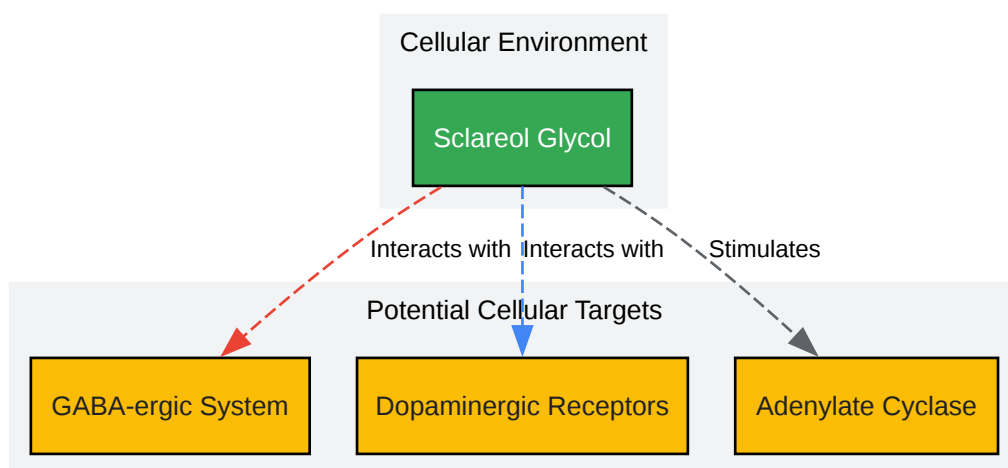 Cellular Environment
Sclareol Glycol
Interacts with
Interacts with
Stimulates
Potential Cellular Targets
GABA-ergic System
Dopaminergic Receptors
Adenylate Cyclase